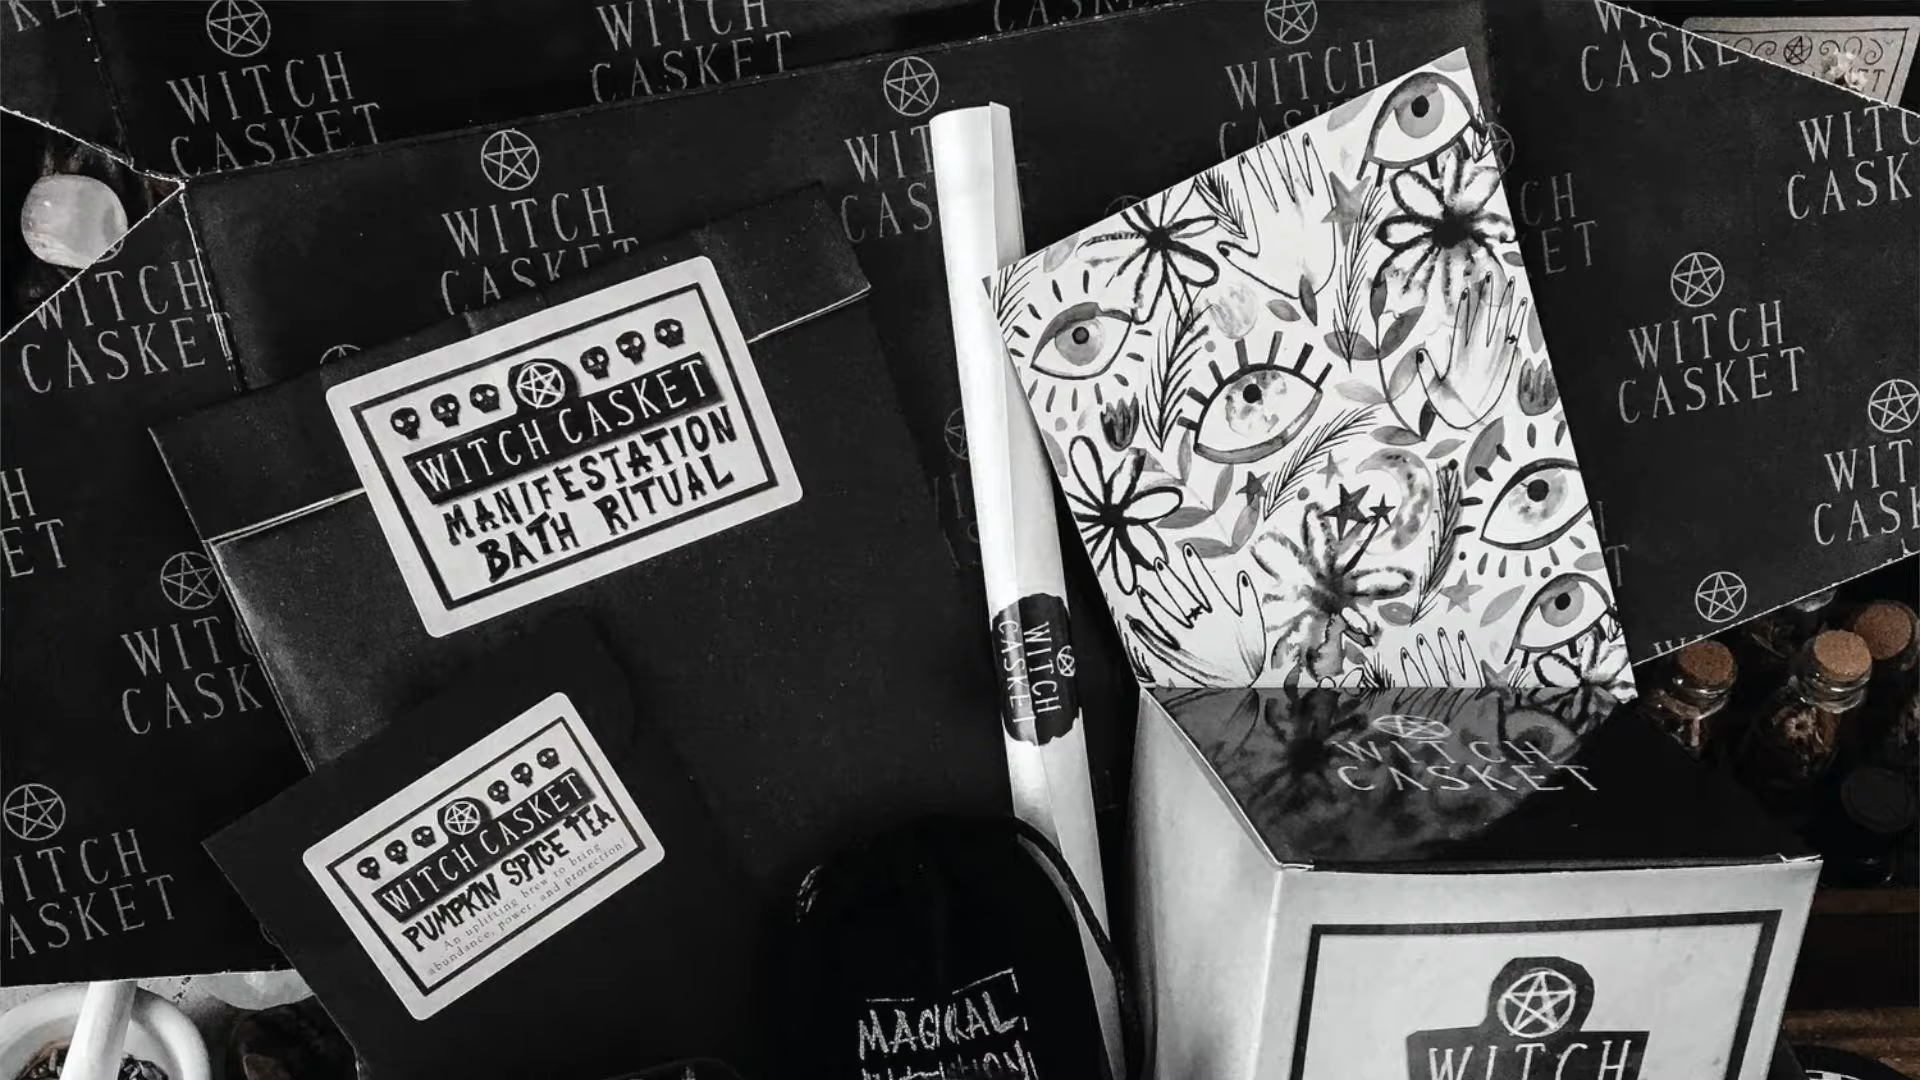 WITCH
CASKET
WITCH
CASKET
WITCH
CASKET
WITCH
CASKET
WITCH
CASKET
WITCH
CASKET
WITCH
CASKET
WITCH CASKET
MANIFESTATION
BATH RITUAL
WITCH CASKET
PUMPKIN SPICE TEA
An uplifting brew to bring
abundance, power, and protection!
WITCH
CASKET
MAGICAL
WITCH
CASKET
WITCH